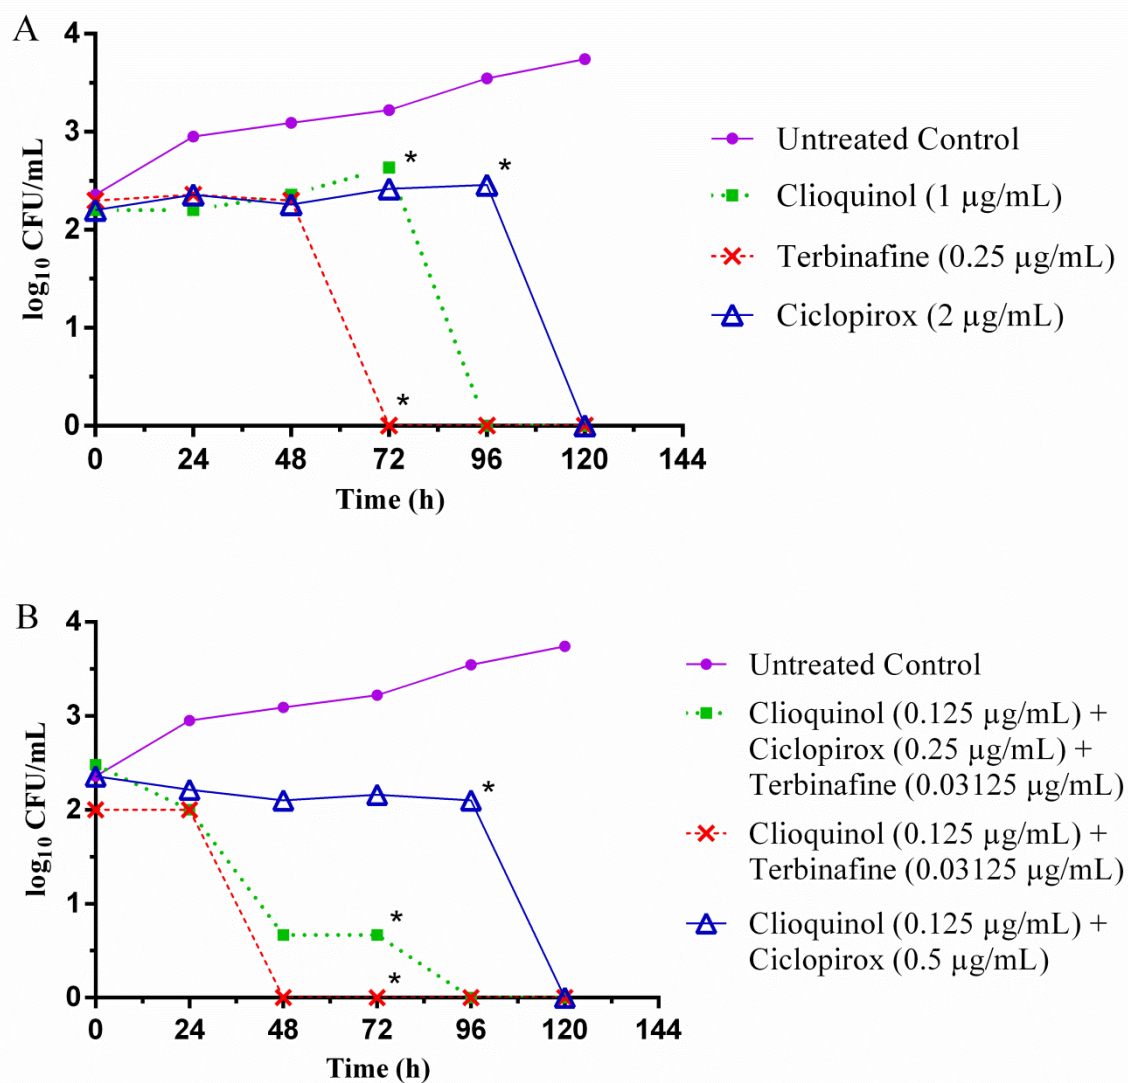 A
4
3
2
1
0
log10 CFU/mL
*
*
*
0 24 48 72 96 120 144
Time (h)
Untreated Control
Clioquinol (1 µg/mL)
Terbinafine (0.25 µg/mL)
Ciclopirox (2 µg/mL)
B
4
3
2
1
0
log10 CFU/mL
*
*
*
0 24 48 72 96 120 144
Time (h)
Untreated Control
Clioquinol (0.125 µg/mL) +
Ciclopirox (0.25 µg/mL) +
Terbinafine (0.03125 µg/mL)
Clioquinol (0.125 µg/mL) +
Terbinafine (0.03125 µg/mL)
Clioquinol (0.125 µg/mL) +
Ciclopirox (0.5 µg/mL)